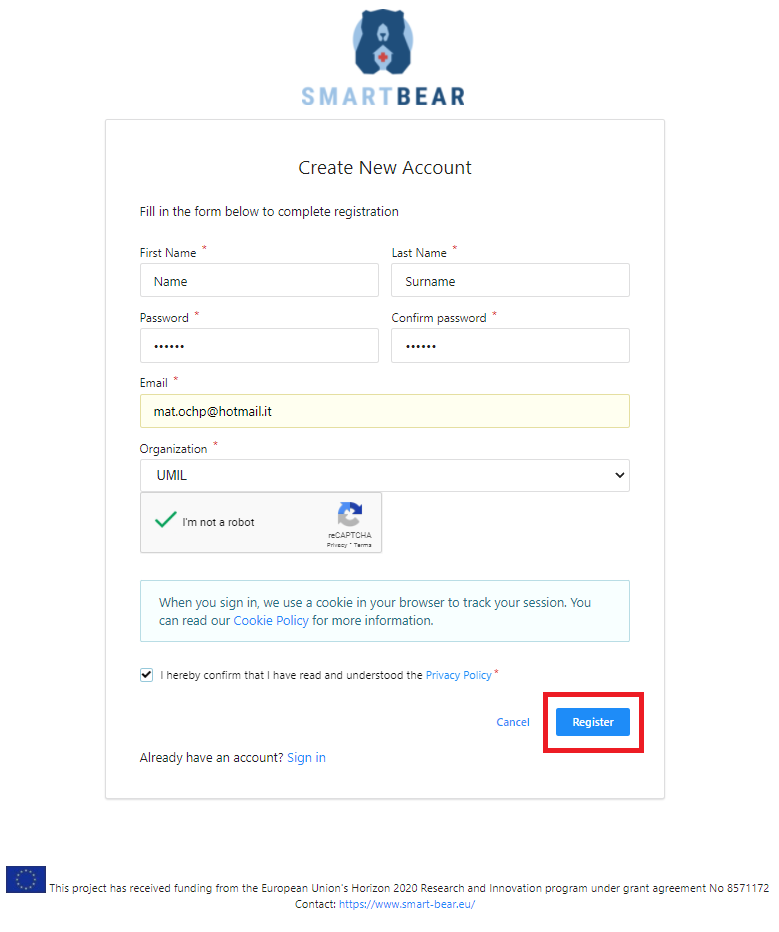 SMARTBEAR
Create New Account
Fill in the form below to complete registration
First Name *
Last Name *
Name
Surname
Password *
Confirm password *
••••••
••••••
Email *
mat.ochp@hotmail.it
Organization *
UMIL
I'm not a robot
reCAPTCHA
Privacy - Terms
When you sign in, we use a cookie in your browser to track your session. You
can read our Cookie Policy for more information.
I hereby confirm that I have read and understood the Privacy Policy *
Cancel
Register
Already have an account? Sign in
This project has received funding from the European Union's Horizon 2020 Research and Innovation program under grant agreement No 8571172
Contact: https://www.smart-bear.eu/